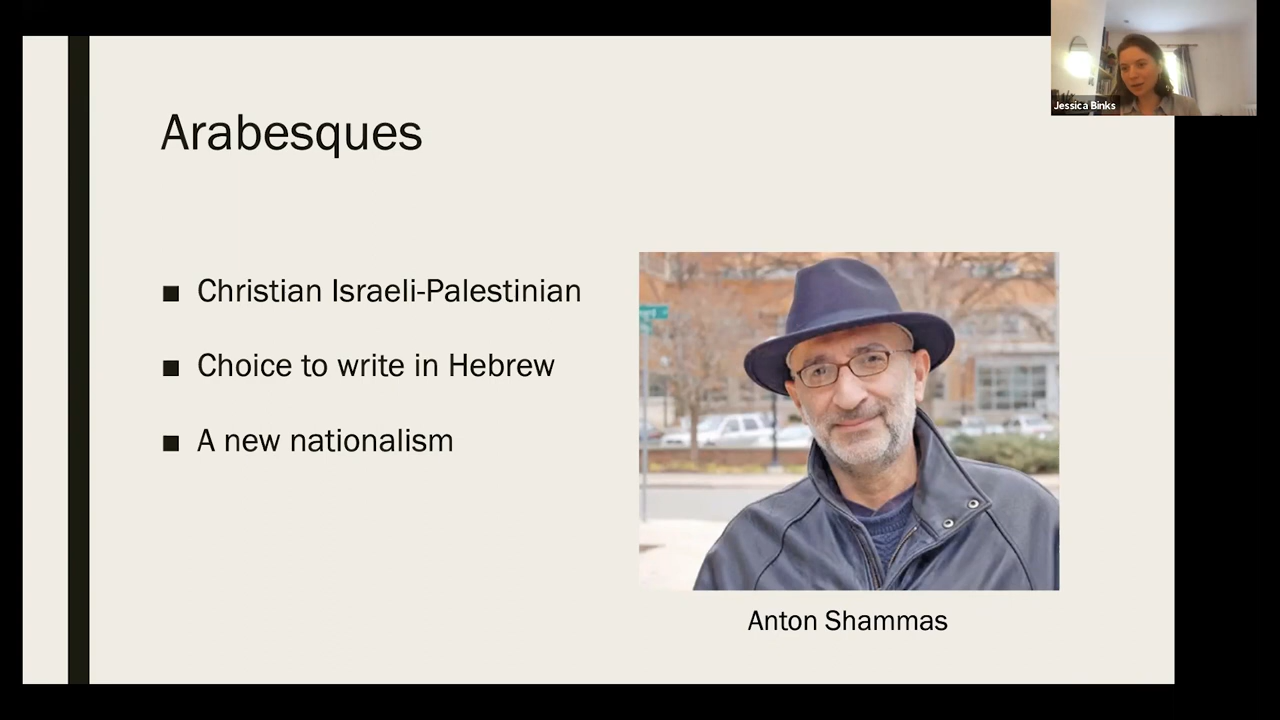 Jessica Binks
Arabesques
Christian Israeli-Palestinian
Choice to write in Hebrew
A new nationalism
Anton Shammas